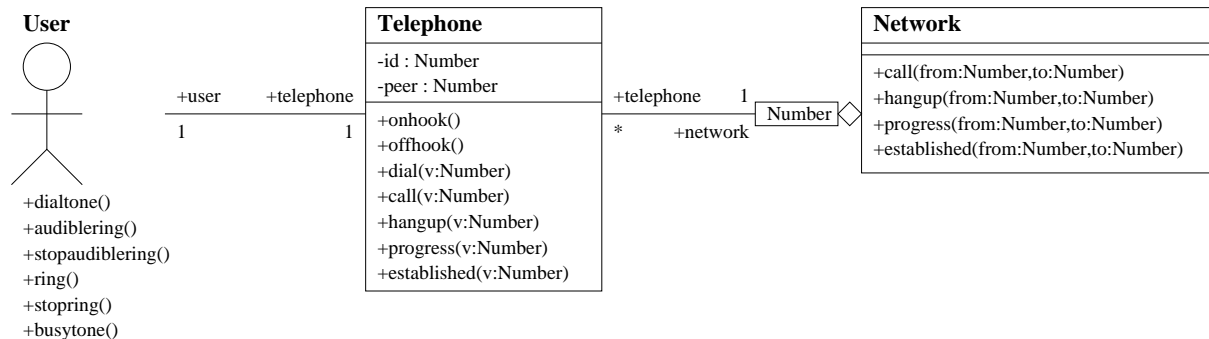 User
+dialtone()
+audiblering()
+stopaudiblering()
+ring()
+stopring()
+busytone()
+user +telephone
1 1
Telephone
-id : Number
-peer : Number
+onhook()
+offhook()
+dial(v:Number)
+call(v:Number)
+hangup(v:Number)
+progress(v:Number)
+established(v:Number)
+telephone 1
* +network
Number
Network
+call(from:Number,to:Number)
+hangup(from:Number,to:Number)
+progress(from:Number,to:Number)
+established(from:Number,to:Number)